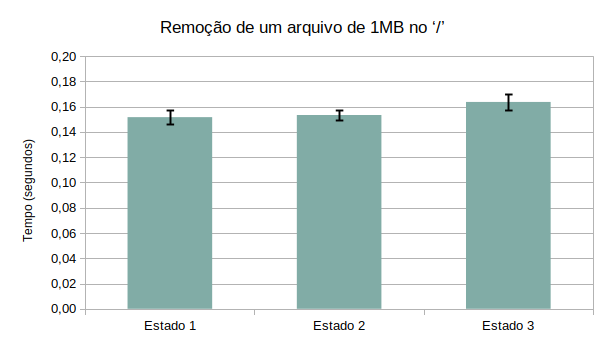 Remoção de um arquivo de 1MB no ‘/’
0,20
0,18
0,16
0,14
0,12
0,10
0,08
0,06
0,04
0,02
0,00
Tempo (segundos)
Estado 1
Estado 2
Estado 3